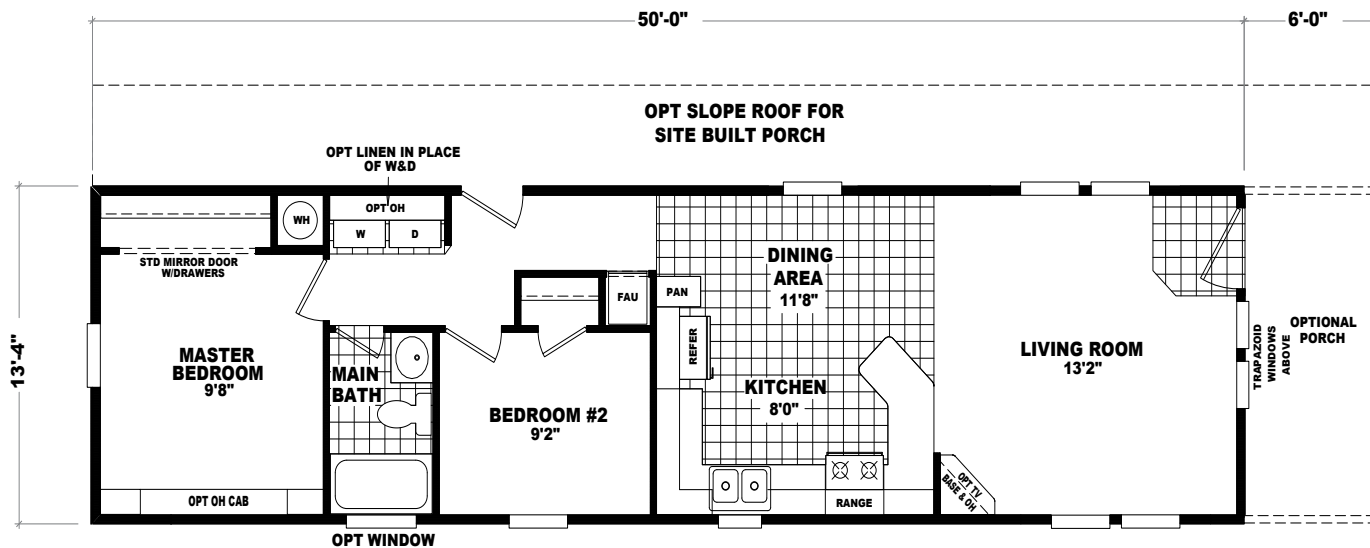 50'-0"
6'-0"
OPT SLOPE ROOF FOR
SITE BUILT PORCH
OPT LINEN IN PLACE
OF W&D
OPT OH
WH
W
D
STD MIRROR DOOR
W/DRAWERS
DINING
AREA
11'8"
PAN
FAU
REFER
13'-4"
MASTER
BEDROOM
9'8"
MAIN
BATH
BEDROOM #2
9'2"
KITCHEN
8'0"
LIVING ROOM
13'2"
TRAPAZOID
WINDOWS
ABOVE
OPTIONAL
PORCH
OPT OH CAB
RANGE
OPT TV
BASE & OH
OPT WINDOW